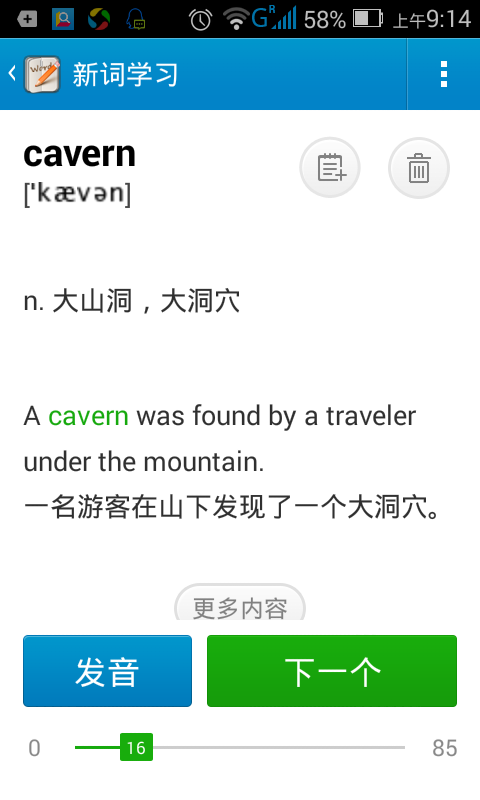 G R 58% 上午9:14
Words 新词学习
cavern
['kævən]
n. 大山洞，大洞穴
A cavern was found by a traveler
under the mountain.
一名游客在山下发现了一个大洞穴。
更多内容
发音 下一个
0 16 85